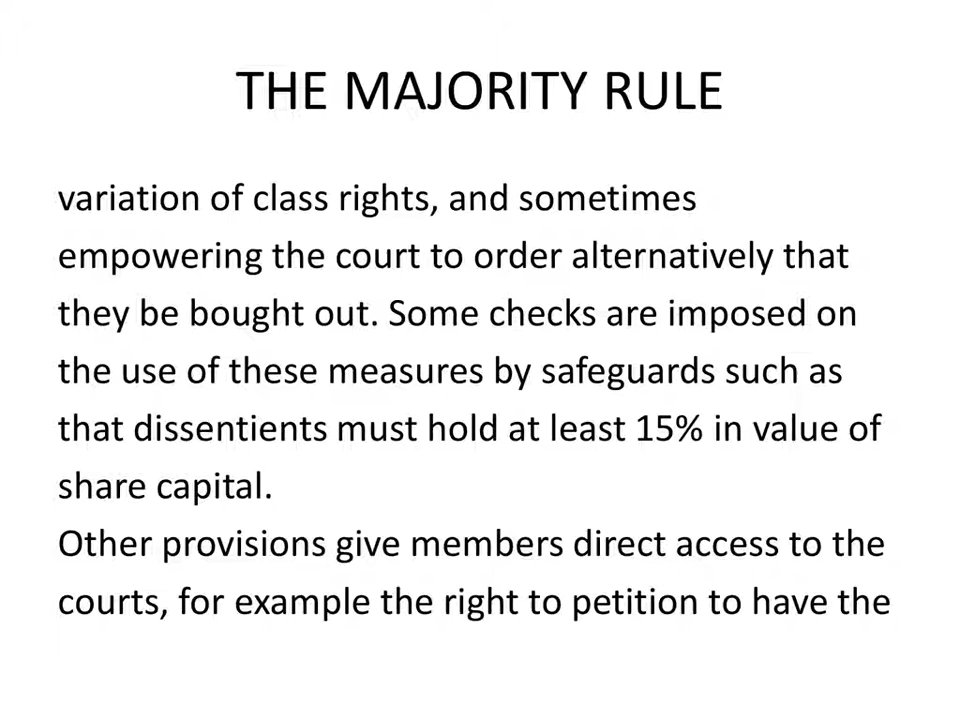 THE MAJORITY RULE
variation of class rights, and sometimes
empowering the court to order alternatively that
they be bought out. Some checks are imposed on
the use of these measures by safeguards such as
that dissentients must hold at least 15% in value of
share capital.
Other provisions give members direct access to the
courts, for example the right to petition to have the